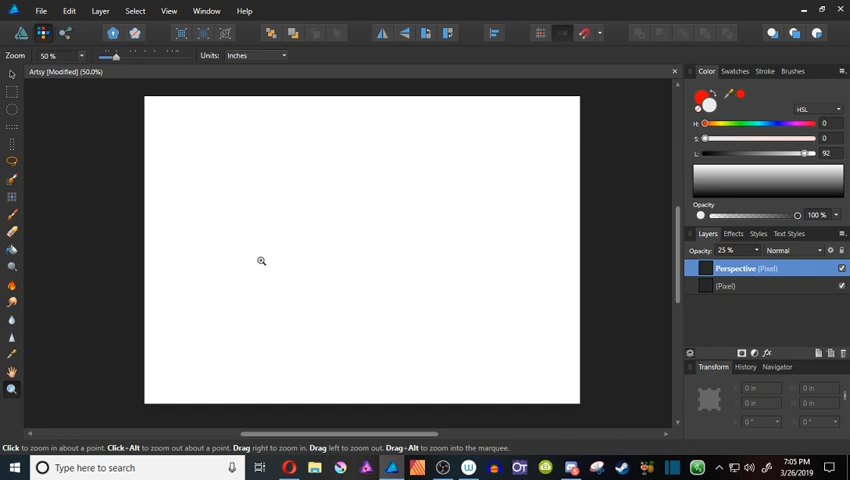 File Edit Layer Select View Window Help
Zoom 50 % Units: Inches
Artsy [Modified] (50.0%)
Color Swatches Stroke Brushes
HSL
H: 0
S: 0
L: 92
Opacity
100 %
Layers Effects Styles Text Styles
Opacity: 25 % Normal
Perspective (Pixel)
(Pixel)
fx
Transform History Navigator
X: 0 in W: 0 in
Y: 0 in H: 0 in
0 ° 0 °
Click to zoom in about a point. Click+Alt to zoom out about a point. Drag right to zoom in. Drag left to zoom out. Drag+Alt to zoom into the marquee.
Type here to search
7:05 PM
3/26/2019